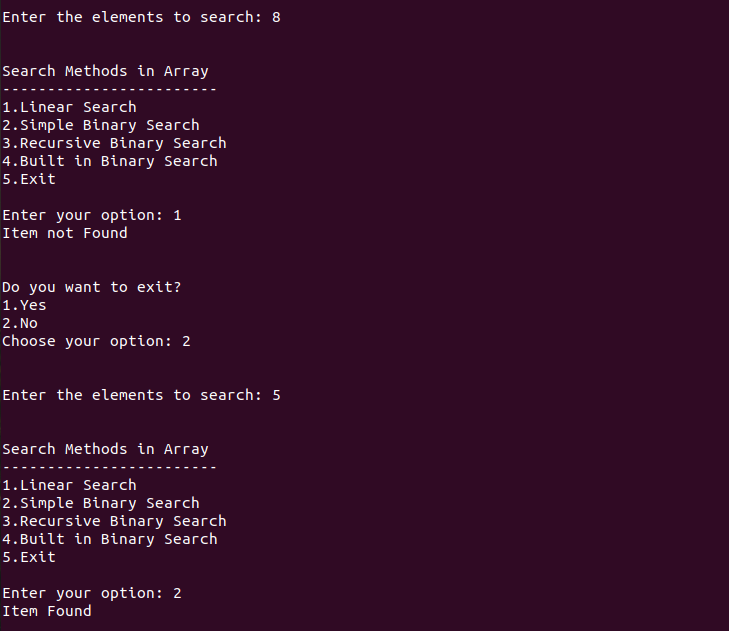 Enter the elements to search: 8
Search Methods in Array
------------------------
1.Linear Search
2.Simple Binary Search
3.Recursive Binary Search
4.Built in Binary Search
5.Exit
Enter your option: 1
Item not Found
Do you want to exit?
1.Yes
2.No
Choose your option: 2
Enter the elements to search: 5
Search Methods in Array
------------------------
1.Linear Search
2.Simple Binary Search
3.Recursive Binary Search
4.Built in Binary Search
5.Exit
Enter your option: 2
Item Found